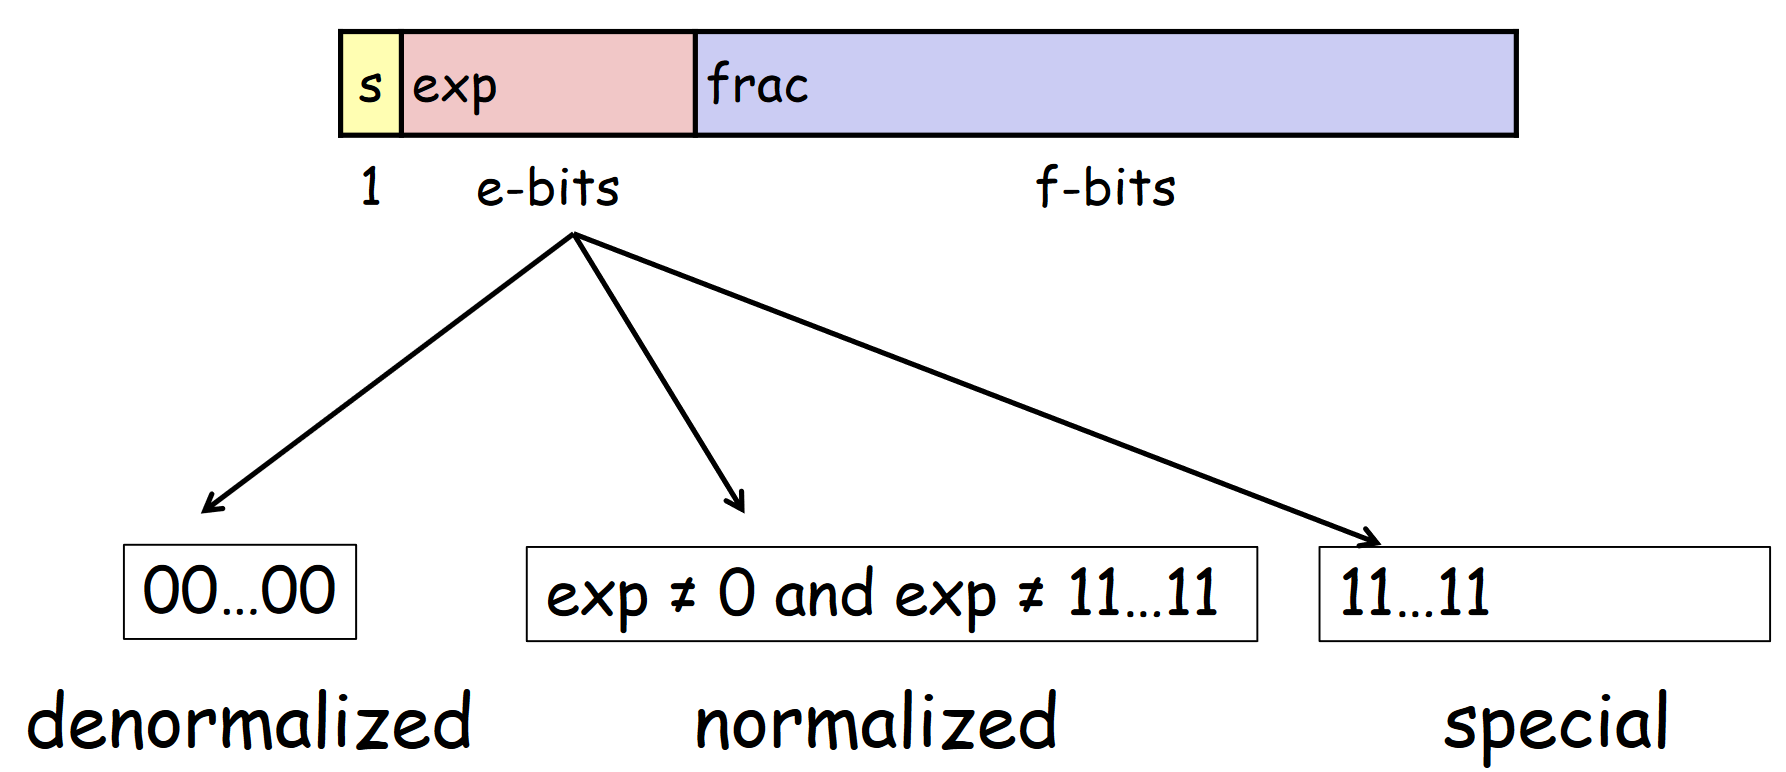 s exp frac
1 e-bits f-bits
00...00 exp ≠ 0 and exp ≠ 11...11 11...11
denormalized normalized special